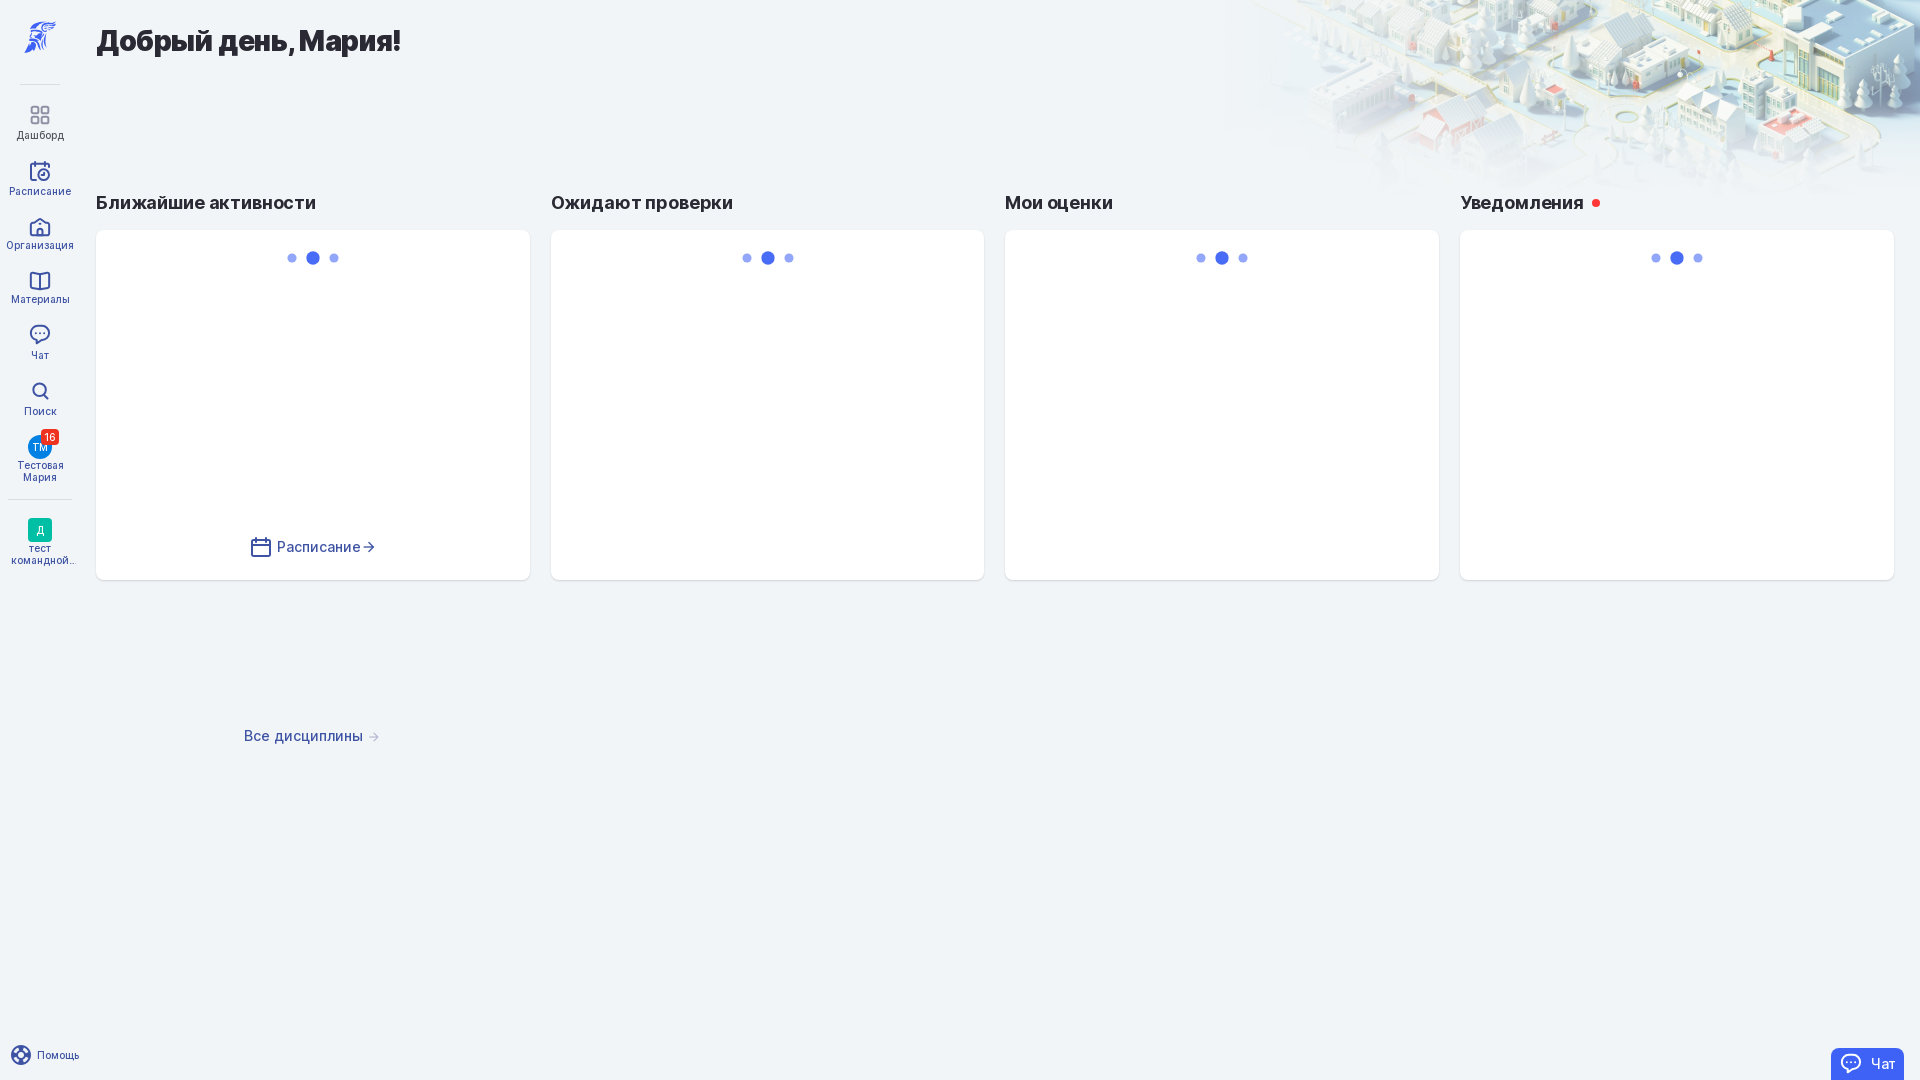 Добрый день, Мария!
Дашборд
Расписание
Организация
Материалы
Чат
Поиск
16
ТМ
Тестовая
Мария
Д
тест
командной...
Помощь
Ближайшие активности
Расписание
Ожидают проверки
Мои оценки
Уведомления
Все дисциплины
Чат